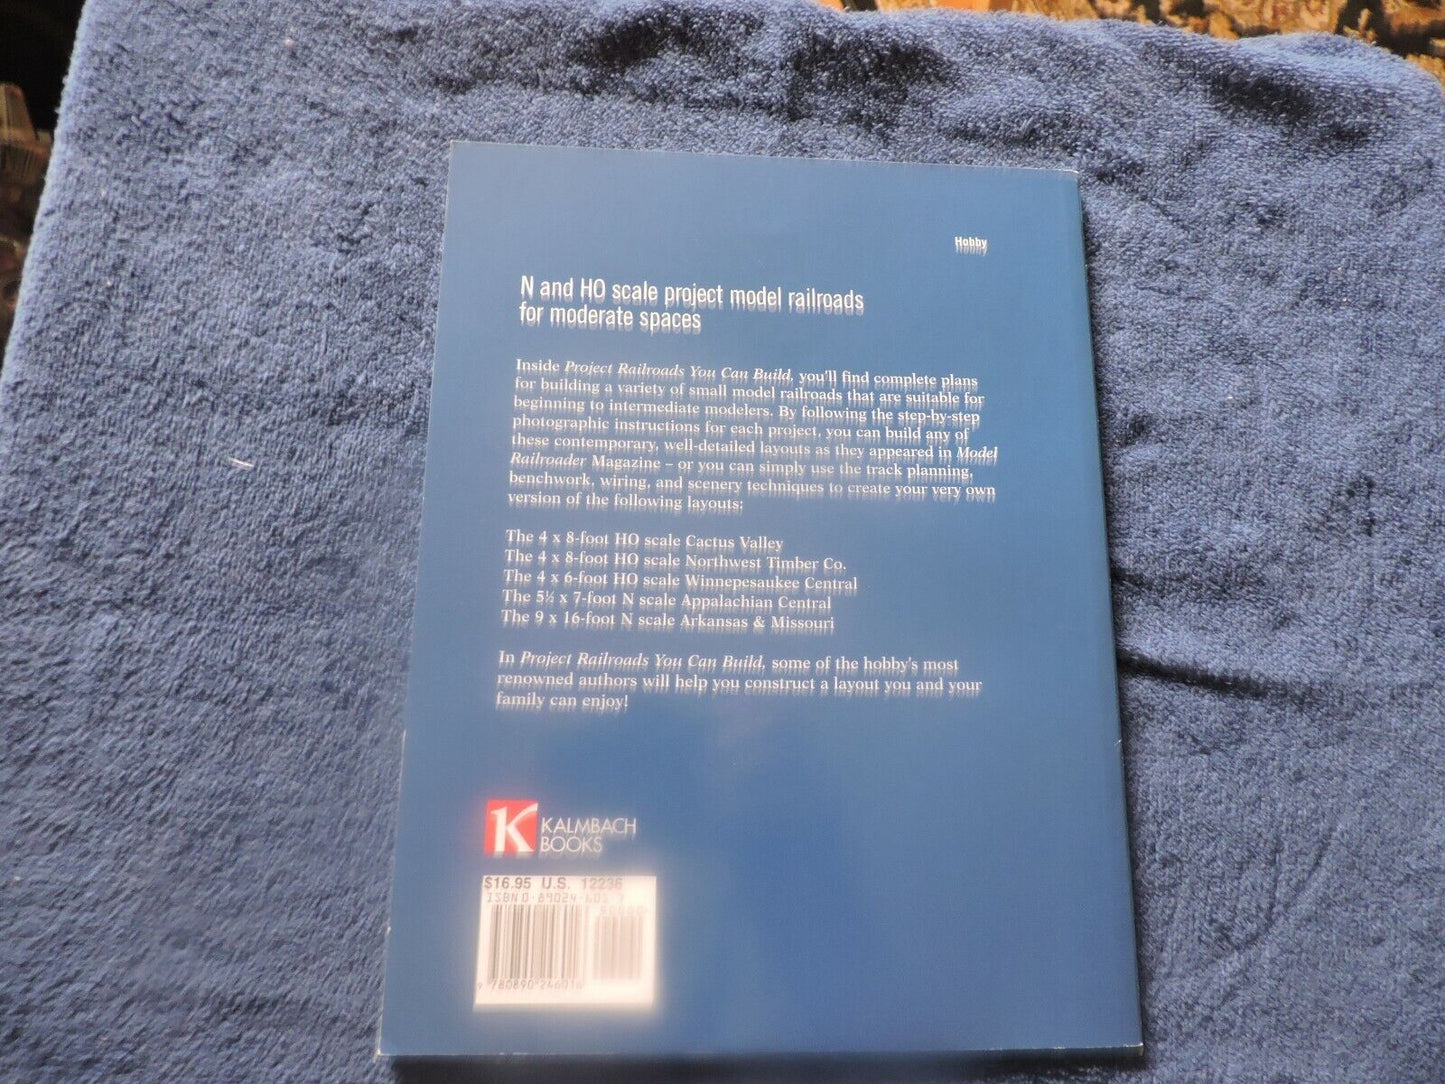 Hobby
N and HO scale project model railroads
for moderate spaces
Inside Project Railroads You Can Build, you'll find complete plans
for building a variety of small model railroads that are suitable for
beginning to intermediate modelers. By following the step-by-step
photographic instructions for each project, you can build any of
these contemporary, well-detailed layouts as they appeared in Model
Railroader Magazine – or you can simply use the track planning,
benchwork, wiring, and scenery techniques to create your very own
version of the following layouts:
The 4 x 8-foot HO scale Cactus Valley
The 4 x 8-foot HO scale Northwest Timber Co.
The 4 x 6-foot HO scale Winnepesaukee Central
The 5½ x 7-foot N scale Appalachian Central
The 9 x 16-foot N scale Arkansas & Missouri
In Project Railroads You Can Build, some of the hobby's most
renowned authors will help you construct a layout you and your
family can enjoy!
K KALMBACH
BOOKS
$16.95 U.S. 12236
ISBN 0-89024-601-
9 780890 24601